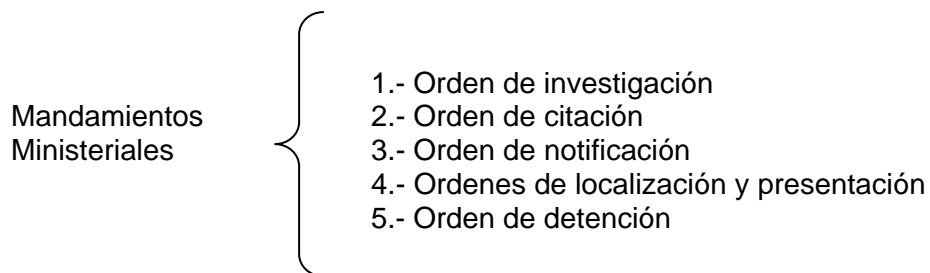 Mandamientos
Ministeriales
1.- Orden de investigación
2.- Orden de citación
3.- Orden de notificación
4.- Ordenes de localización y presentación
5.- Orden de detención